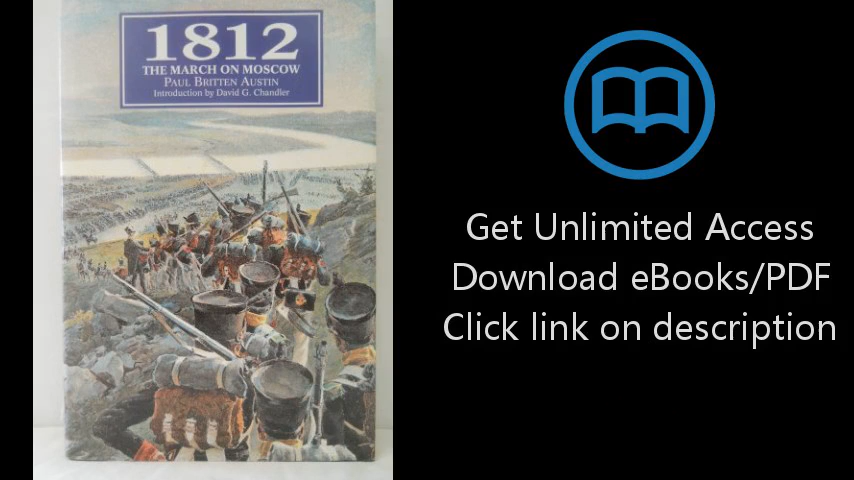 1812
THE MARCH ON MOSCOW
PAUL BRITTEN AUSTIN
Introduction by David G. Chandler
Get Unlimited Access
Download eBooks/PDF
Click link on description